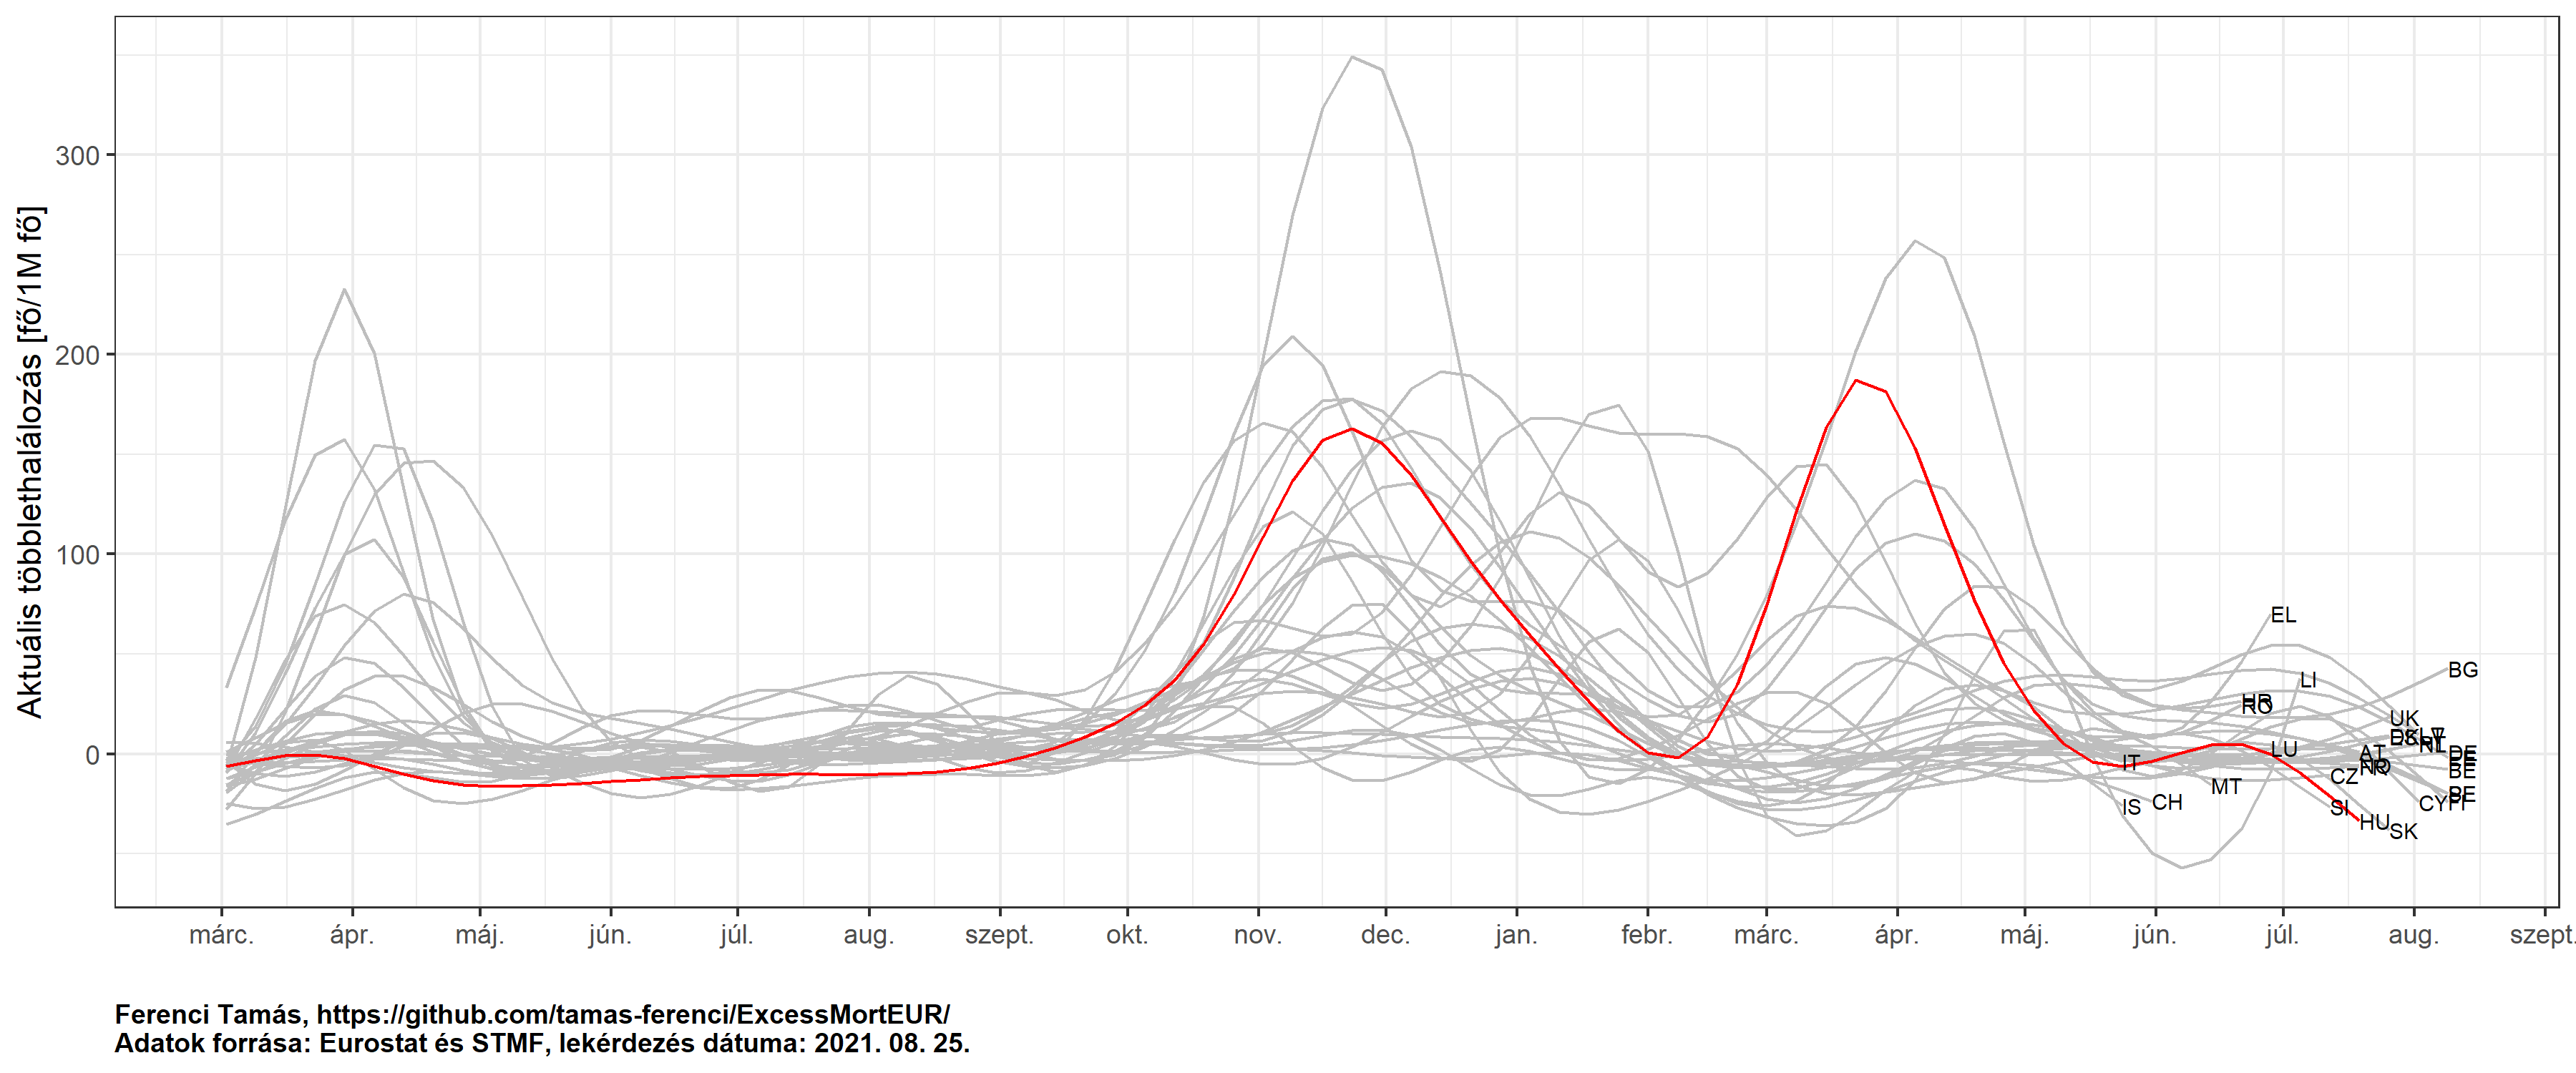 Aktuális többlethalálozás [fő/1M fő]
300
200
100
0
EL
LI
BG
HR
RO
UK
LU
IT
AT
DE
BE
CZ
MT
IS
CH
SI
HU
SK
CY
FI
NL
márc.
ápr.
máj.
jún.
júl.
aug.
szept.
okt.
nov.
dec.
jan.
febr.
márc.
ápr.
máj.
jún.
júl.
aug.
szept.
Ferenci Tamás, https://github.com/tamas-ferenci/ExcessMortEUR/
Adatok forrása: Eurostat és STMF, lekérdezés dátuma: 2021. 08. 25.